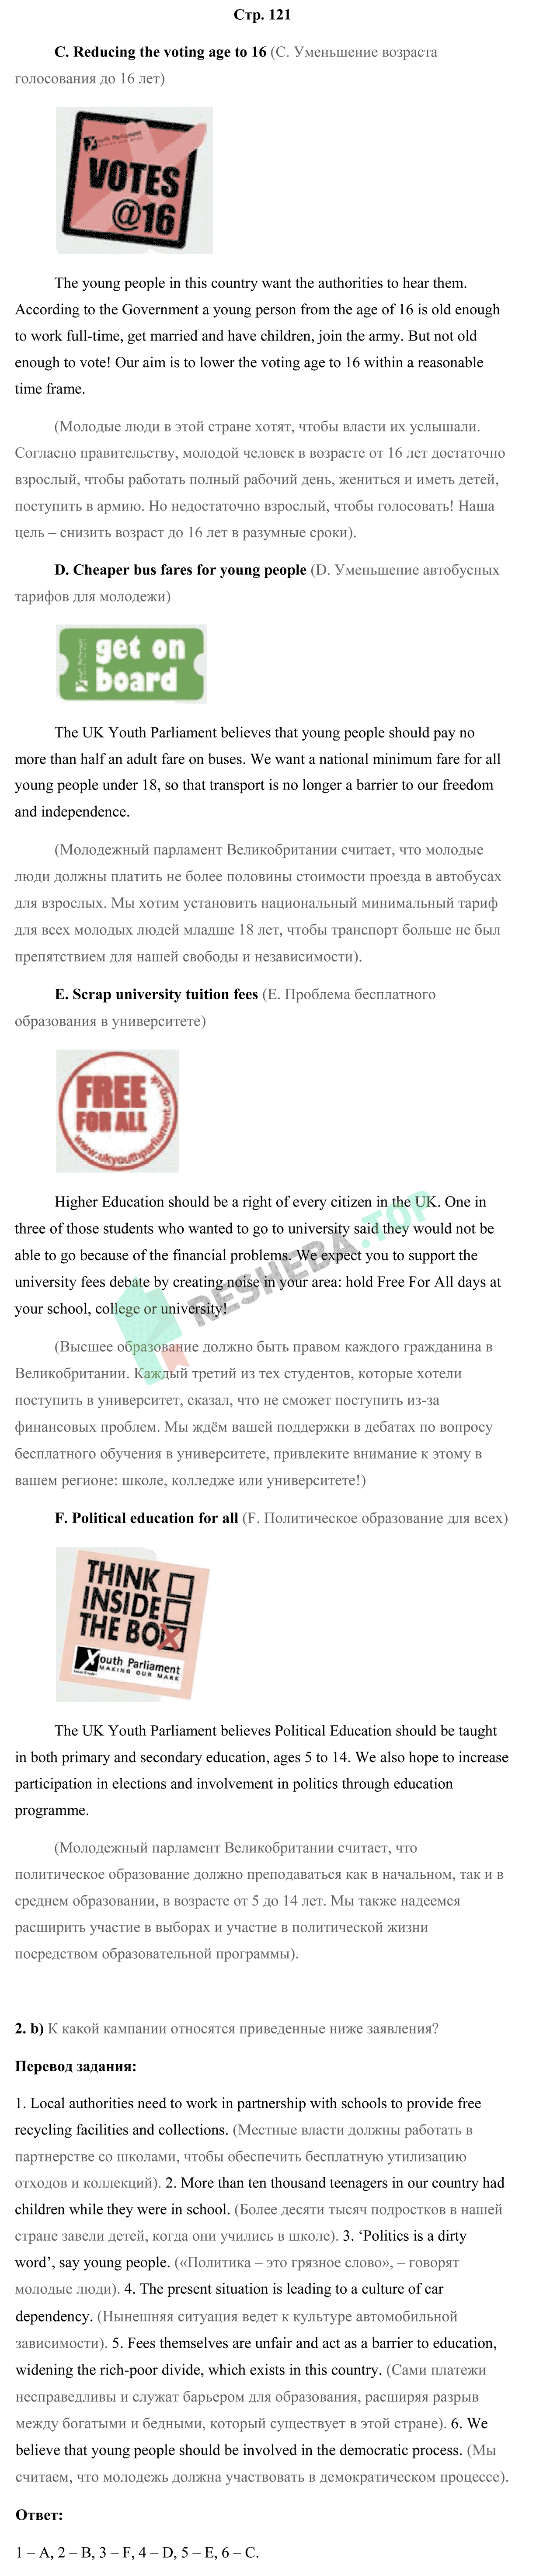 Стр. 121
C. Reducing the voting age to 16 (С. Уменьшение возраста
голосования до 16 лет)
Youth Parliament
VOTES
@16
The young people in this country want the authorities to hear them.
According to the Government a young person from the age of 16 is old enough
to work full-time, get married and have children, join the army. But not old
enough to vote! Our aim is to lower the voting age to 16 within a reasonable
time frame.
(Молодые люди в этой стране хотят, чтобы власти их услышали.
Согласно правительству, молодой человек в возрасте от 16 лет достаточно
взрослый, чтобы работать полный рабочий день, жениться и иметь детей,
поступить в армию. Но недостаточно взрослый, чтобы голосовать! Наша
цель – снизить возраст до 16 лет в разумные сроки).
D. Cheaper bus fares for young people (D. Уменьшение автобусных
тарифов для молодежи)
Youth Parliament
get on
board
The UK Youth Parliament believes that young people should pay no
more than half an adult fare on buses. We want a national minimum fare for all
young people under 18, so that transport is no longer a barrier to our freedom
and independence.
(Молодежный парламент Великобритании считает, что молодые
люди должны платить не более половины стоимости проезда в автобусах
для взрослых. Мы хотим установить национальный минимальный тариф
для всех молодых людей младше 18 лет, чтобы транспорт больше не был
препятствием для нашей свободы и независимости).
E. Scrap university tuition fees (Е. Проблема бесплатного
образования в университете)
FREE
FOR ALL
www.ukyouthparliament.org.uk
Higher Education should be a right of every citizen in the UK. One in
three of those students who wanted to go to university said they would not be
able to go because of the financial problems. We expect you to support the
university fees debate by creating noise in your area: hold Free For All days at
your school, college or university!
RESHEBA.TOP
(Высшее образование должно быть правом каждого гражданина в
Великобритании. Каждый третий из тех студентов, которые хотели
поступить в университет, сказал, что не сможет поступить из-за
финансовых проблем. Мы ждём вашей поддержки в дебатах по вопросу
бесплатного обучения в университете, привлеките внимание к этому в
вашем регионе: школе, колледже или университете!)
F. Political education for all (F. Политическое образование для всех)
THINK
INSIDE
THE BOX
Youth Parliament
MAKING OUR MARK
The UK Youth Parliament believes Political Education should be taught
in both primary and secondary education, ages 5 to 14. We also hope to increase
participation in elections and involvement in politics through education
programme.
(Молодежный парламент Великобритании считает, что
политическое образование должно преподаваться как в начальном, так и в
среднем образовании, в возрасте от 5 до 14 лет. Мы также надеемся
расширить участие в выборах и участие в политической жизни
посредством образовательной программы).
2. b) К какой кампании относятся приведенные ниже заявления?
Перевод задания:
1. Local authorities need to work in partnership with schools to provide free
recycling facilities and collections. (Местные власти должны работать в
партнерстве со школами, чтобы обеспечить бесплатную утилизацию
отходов и коллекций). 2. More than ten thousand teenagers in our country had
children while they were in school. (Более десяти тысяч подростков в нашей
стране завели детей, когда они учились в школе). 3. ‘Politics is a dirty
word’, say young people. («Политика – это грязное слово», – говорят
молодые люди). 4. The present situation is leading to a culture of car
dependency. (Нынешняя ситуация ведет к культуре автомобильной
зависимости). 5. Fees themselves are unfair and act as a barrier to education,
widening the rich-poor divide, which exists in this country. (Сами платежи
несправедливы и служат барьером для образования, расширяя разрыв
между богатыми и бедными, который существует в этой стране). 6. We
believe that young people should be involved in the democratic process. (Мы
считаем, что молодежь должна участвовать в демократическом процессе).
Ответ:
1 – A, 2 – B, 3 – F, 4 – D, 5 – E, 6 – C.